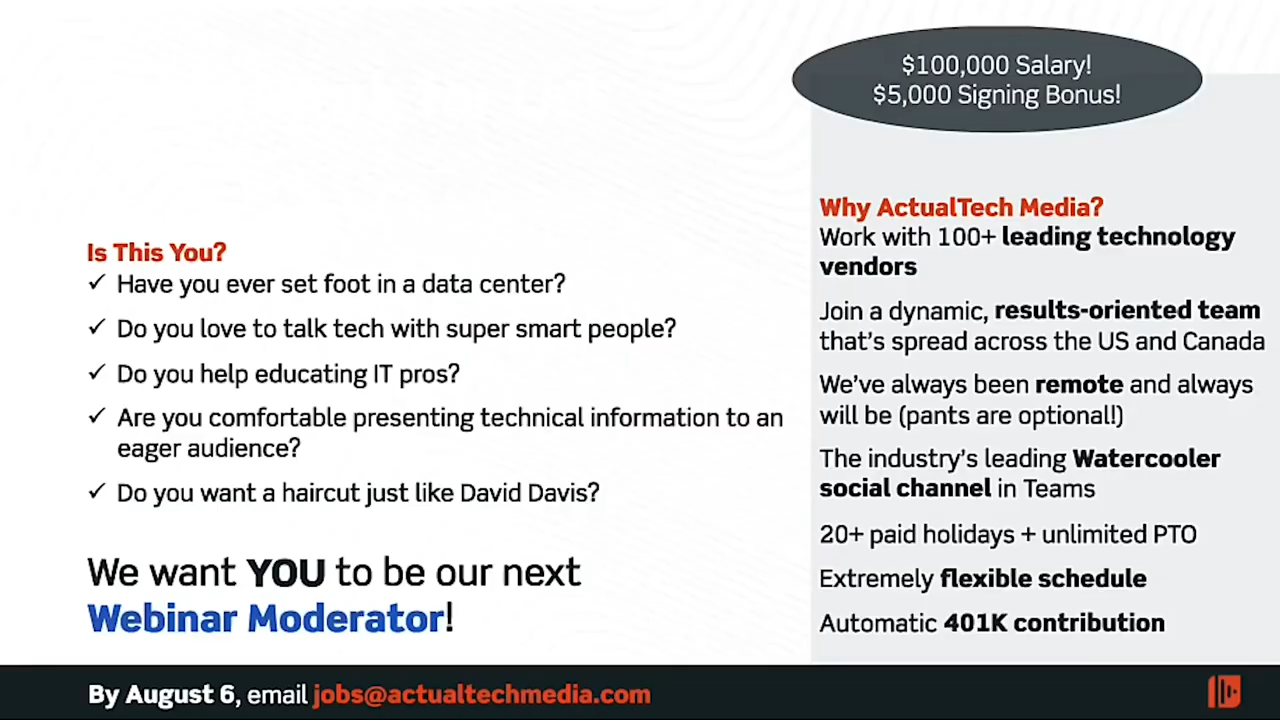 $100,000 Salary!
$5,000 Signing Bonus!
Is This You?
✓ Have you ever set foot in a data center?
✓ Do you love to talk tech with super smart people?
✓ Do you help educating IT pros?
✓ Are you comfortable presenting technical information to an
eager audience?
✓ Do you want a haircut just like David Davis?
We want YOU to be our next
Webinar Moderator!
Why ActualTech Media?
Work with 100+ leading technology
vendors
Join a dynamic, results-oriented team
that's spread across the US and Canada
We've always been remote and always
will be (pants are optional!)
The industry's leading Watercooler
social channel in Teams
20+ paid holidays + unlimited PTO
Extremely flexible schedule
Automatic 401K contribution
By August 6, email jobs@actualtechmedia.com